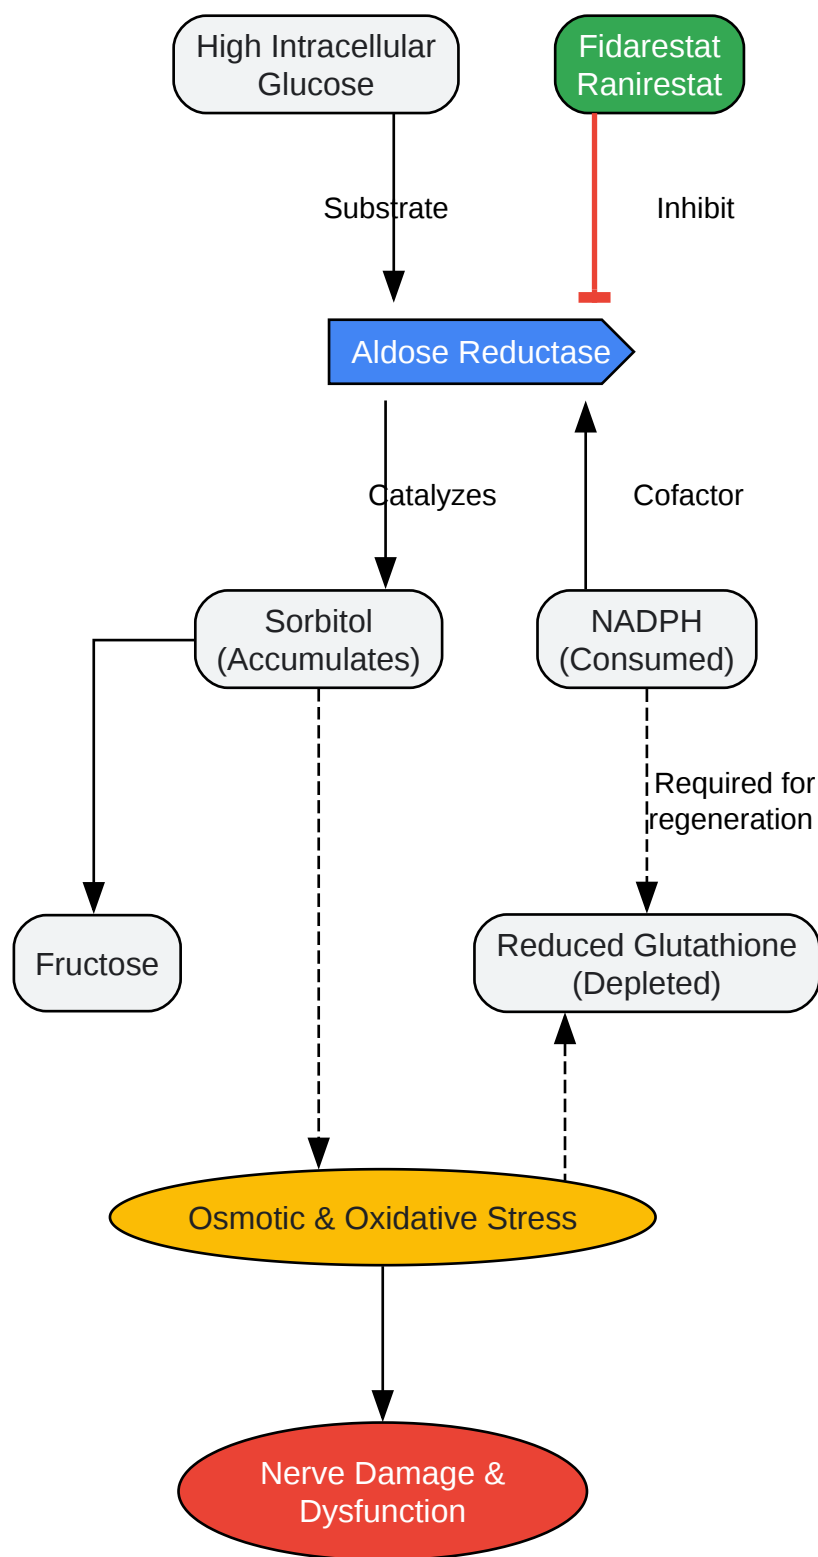 High Intracellular
Glucose
Fidarestat
Ranirestat
Substrate
Inhibit
Aldose Reductase
Catalyzes
Cofactor
Sorbitol
(Accumulates)
NADPH
(Consumed)
Required for
regeneration
Fructose
Reduced Glutathione
(Depleted)
Osmotic & Oxidative Stress
Nerve Damage &
Dysfunction